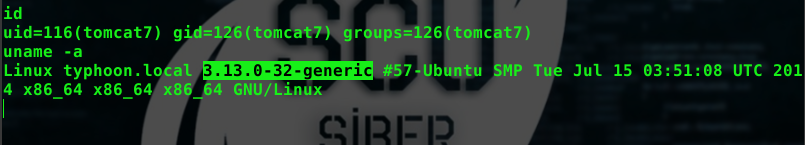 id
uid=116(tomcat7) gid=126(tomcat7) groups=126(tomcat7)
uname -a
Linux typhoon.local 3.13.0-32-generic #57-Ubuntu SMP Tue Jul 15 03:51:08 UTC 201
4 x86_64 x86_64 x86_64 GNU/Linux
SİBER